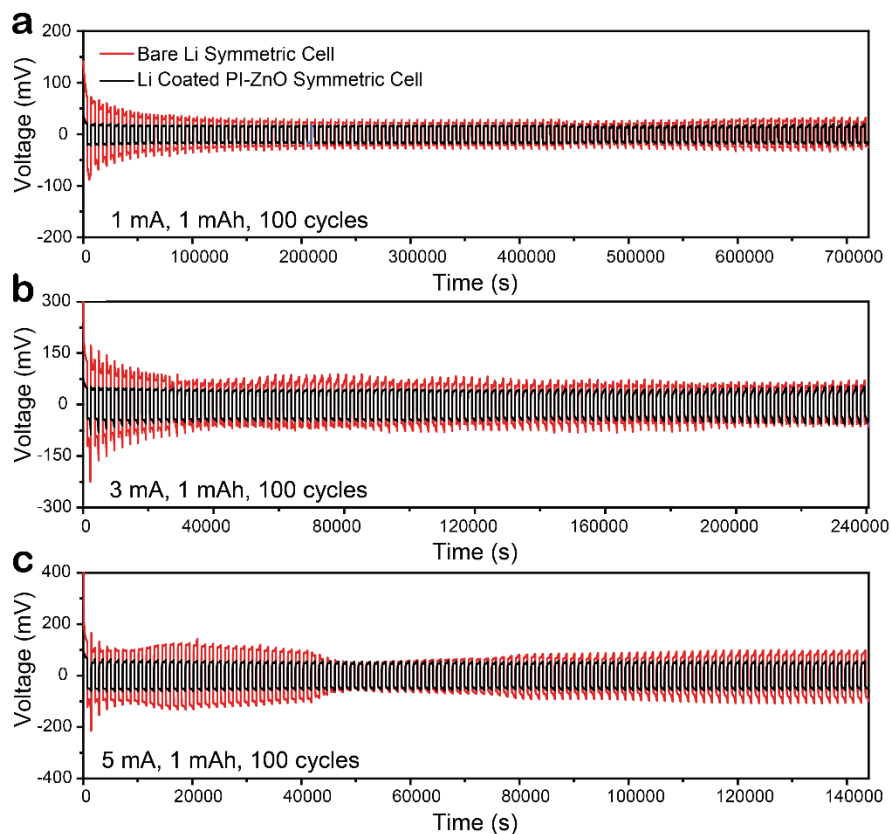 a
200
100
0
-100
-200
Voltage (mV)
Bare Li Symmetric Cell
Li Coated PI-ZnO Symmetric Cell
1 mA, 1 mAh, 100 cycles
0 100000 200000 300000 400000 500000 600000 700000
Time (s)
b
300
150
0
-150
-300
Voltage (mV)
3 mA, 1 mAh, 100 cycles
0 40000 80000 120000 160000 200000 240000
Time (s)
c
400
200
0
-200
-400
Voltage (mV)
5 mA, 1 mAh, 100 cycles
0 20000 40000 60000 80000 100000 120000 140000
Time (s)